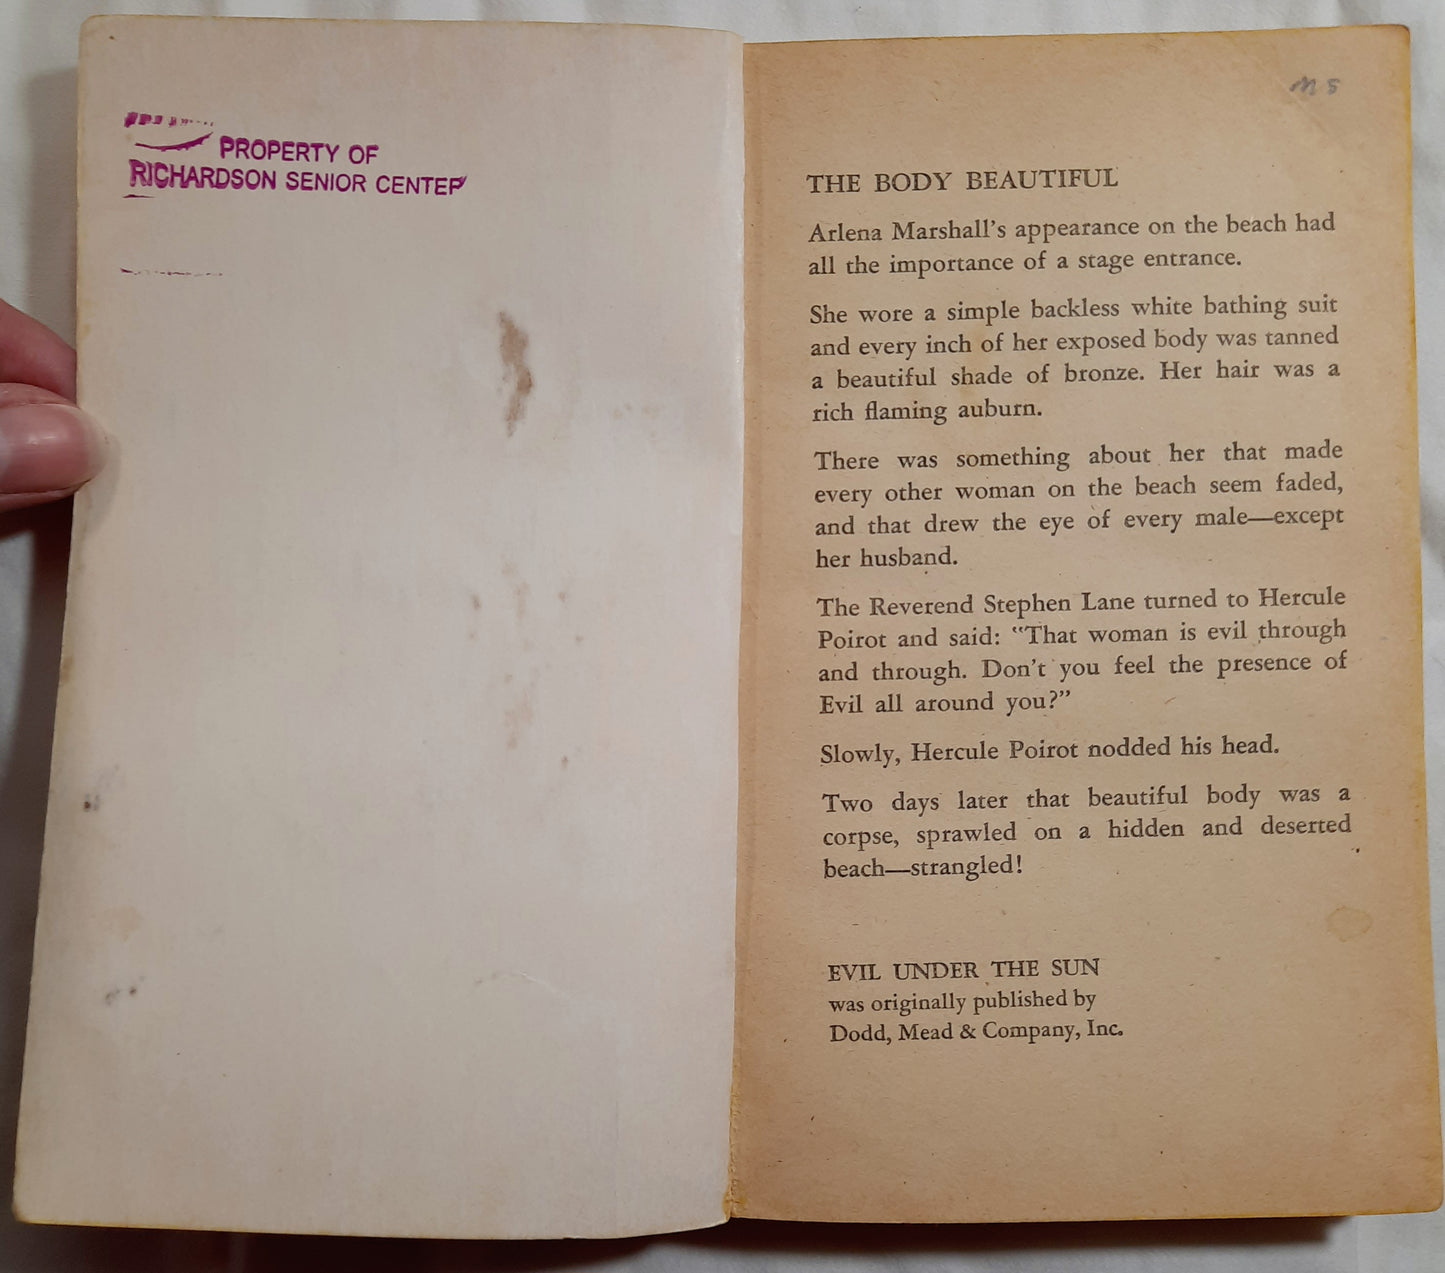 PROPERTY OF
RICHARDSON SENIOR CENTER
M 5
THE BODY BEAUTIFUL
Arlena Marshall's appearance on the beach had
all the importance of a stage entrance.
She wore a simple backless white bathing suit
and every inch of her exposed body was tanned
a beautiful shade of bronze. Her hair was a
rich flaming auburn.
There was something about her that made
every other woman on the beach seem faded,
and that drew the eye of every male—except
her husband.
The Reverend Stephen Lane turned to Hercule
Poirot and said: "That woman is evil through
and through. Don't you feel the presence of
Evil all around you?"
Slowly, Hercule Poirot nodded his head.
Two days later that beautiful body was a
corpse, sprawled on a hidden and deserted
beach—strangled!
EVIL UNDER THE SUN
was originally published by
Dodd, Mead & Company, Inc.